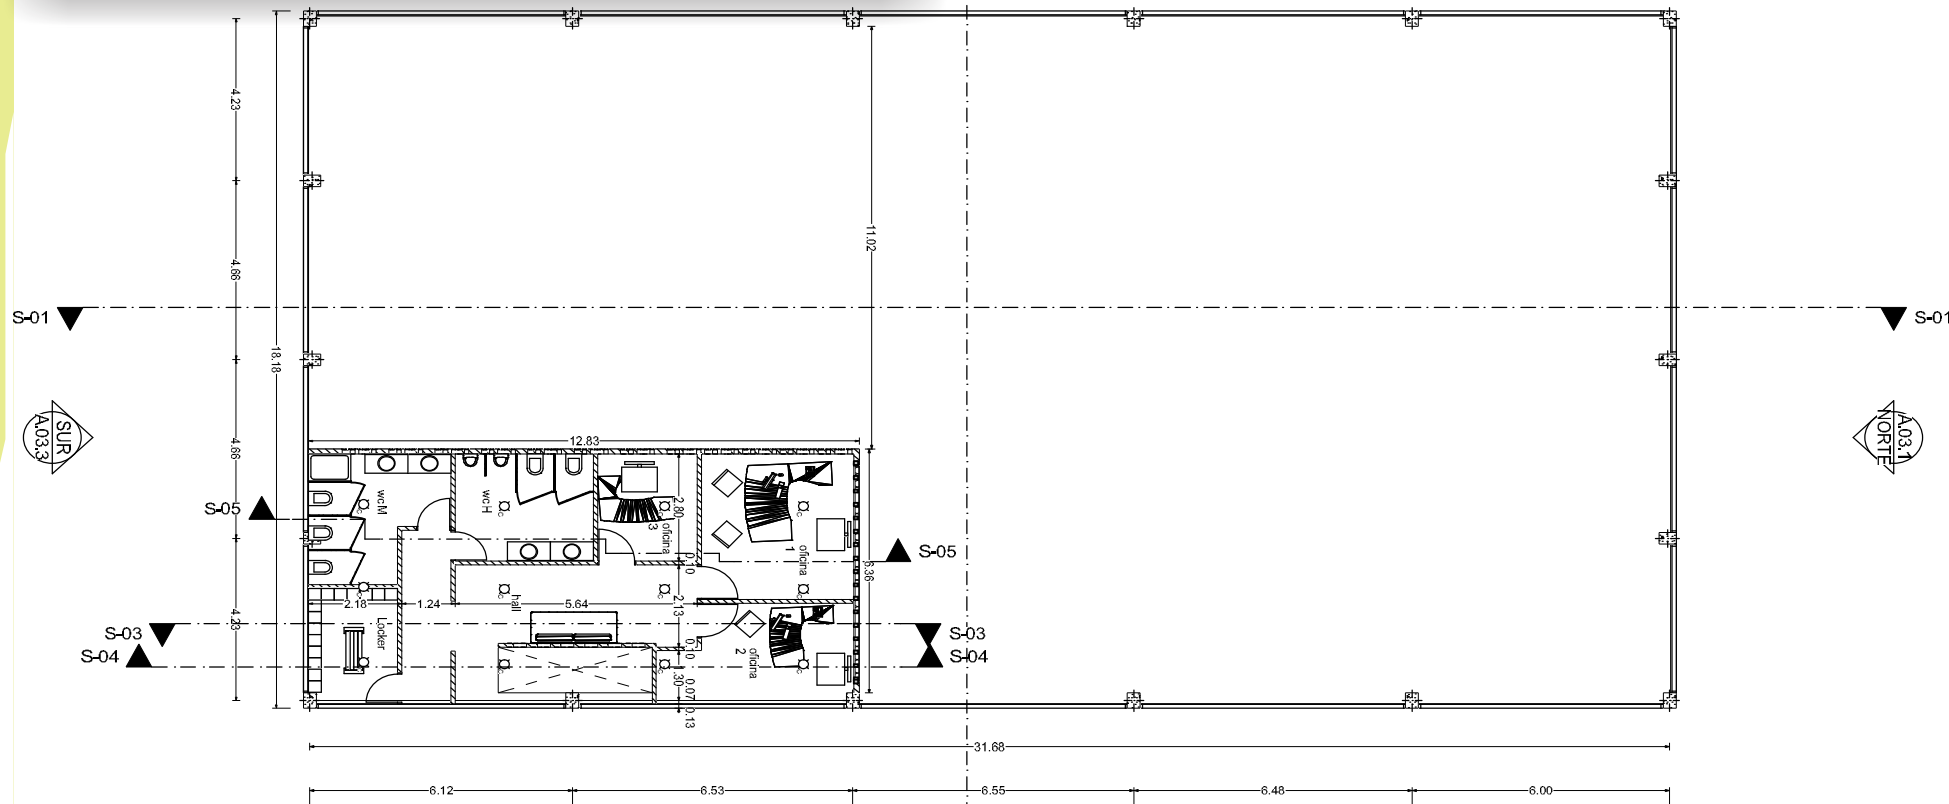 4.23
11.02
4.66
S-01
S-01
18.18
SUR
A.03.3
A.03.1
NORTE
4.66
12.83
wcM
wcH
2.80
3
oficina
1
oficina
S-05
S-05
0.10
6.36
2.18
1.24
5.64
hall
2.13
4.23
Locker
S-03
S-03
0.10
S-04
S-04
2
oficina
1.30
0.07
0.13
31.68
6.12
6.53
6.55
6.48
6.00